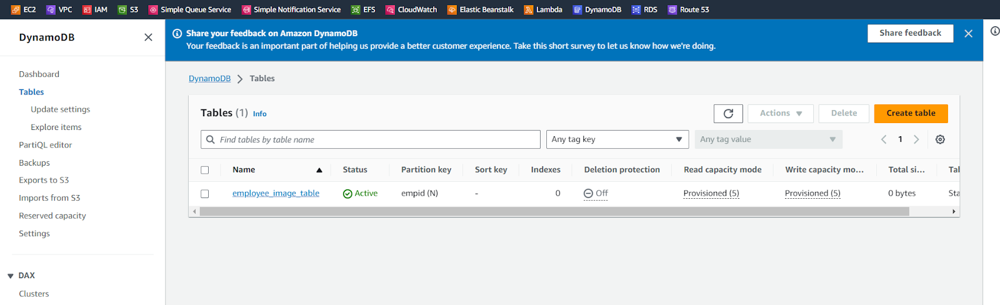 EC2 VPC IAM S3 Simple Queue Service Simple Notification Service EFS CloudWatch Elastic Beanstalk Lambda DynamoDB RDS Route 53
DynamoDB
Dashboard
Tables
Update settings
Explore items
PartiQL editor
Backups
Exports to S3
Imports from S3
Reserved capacity
Settings
DAX
Clusters
Share your feedback on Amazon DynamoDB
Your feedback is an important part of helping us provide a better customer experience. Take this short survey to let us know how we're doing.
Share feedback
DynamoDB Tables
Tables (1) Info
Actions Delete Create table
Find tables by table name Any tag key Any tag value 1
Name Status Partition key Sort key Indexes Deletion protection Read capacity mode Write capacity mo... Total si... Tal
employee_image_table Active empid (N) - 0 Off Provisioned (5) Provisioned (5) 0 bytes Sta